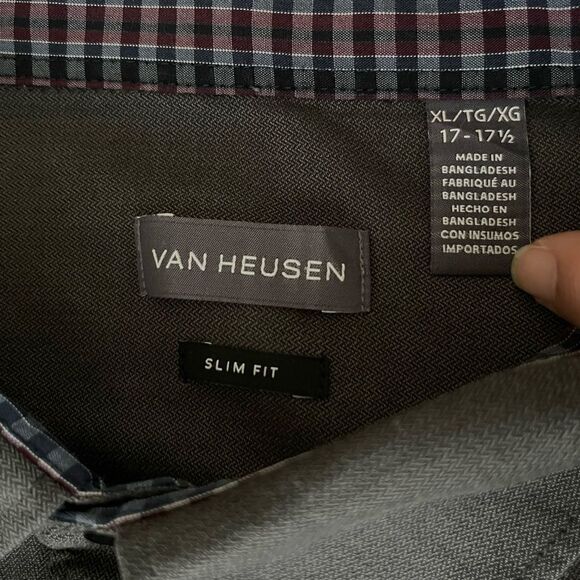 XL/TG/XG
17-17½
MADE IN
BANGLADESH
FABRIQUÉ AU
BANGLADESH
HECHO EN
BANGLADESH
CON INSUMOS
IMPORTADOS
VAN HEUSEN
SLIM FIT